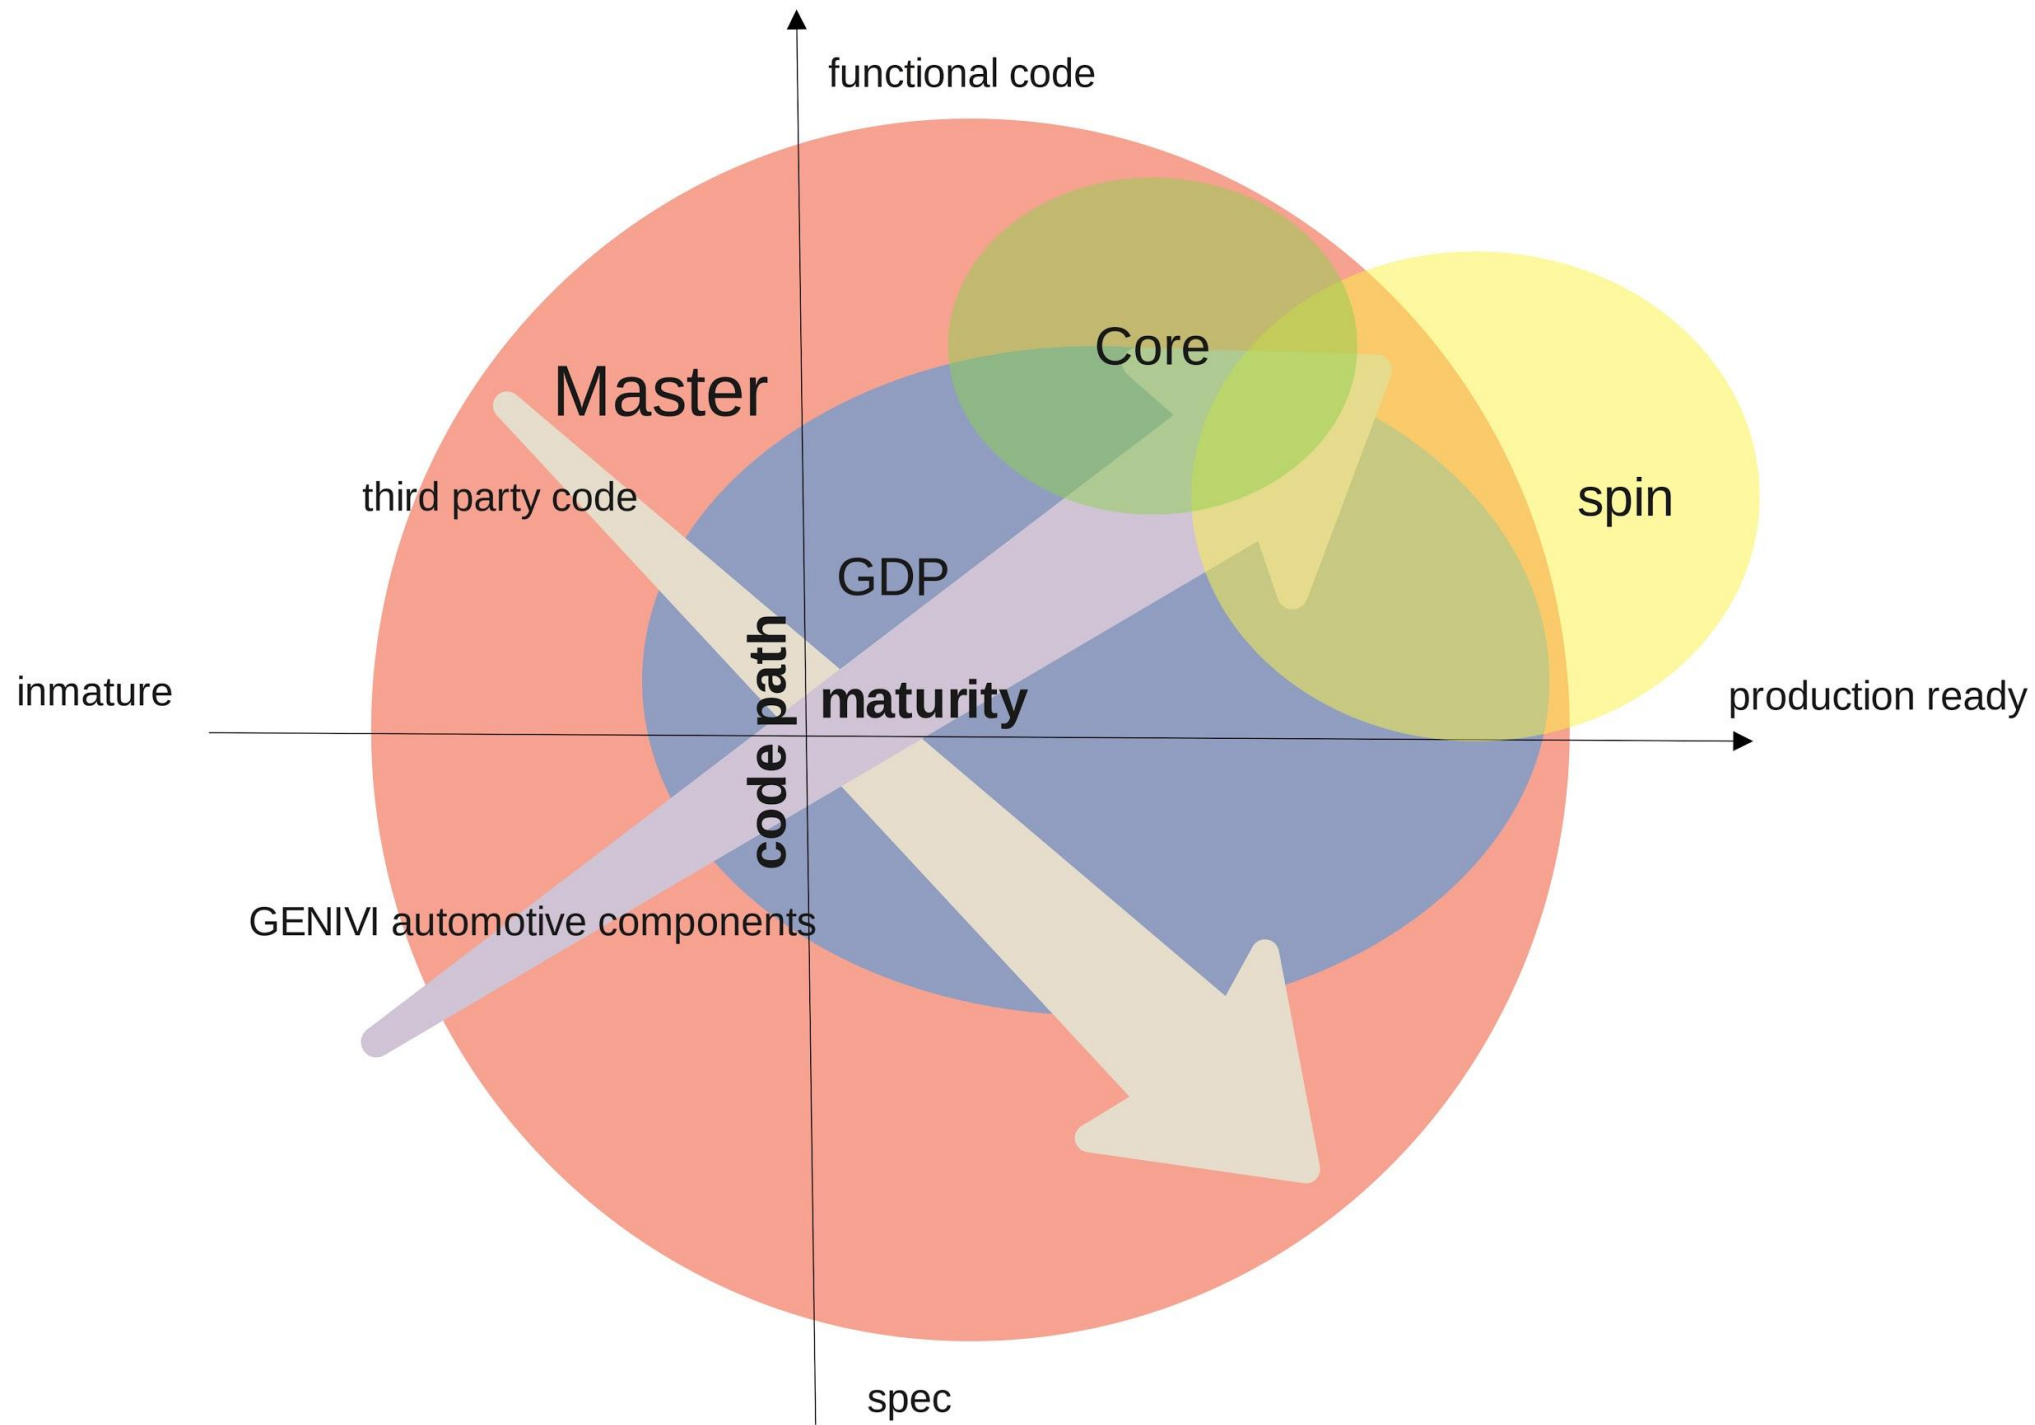 functional code
Core
Master
third party code
spin
GDP
code path
maturity
inmature
production ready
GENIVI automotive components
spec